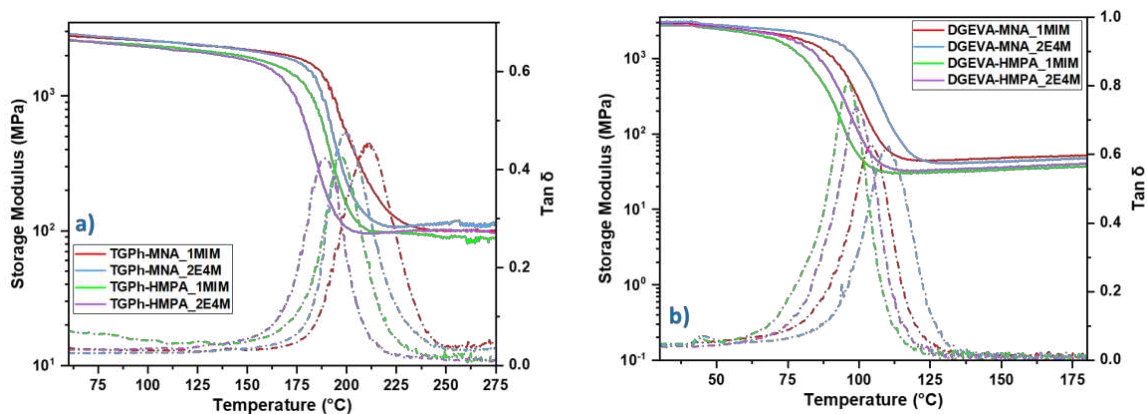 Storage Modulus (MPa)
10³
10²
10¹
a)
TGPh-MNA_1MIM
TGPh-MNA_2E4M
TGPh-HMPA_1MIM
TGPh-HMPA_2E4M
75 100 125 150 175 200 225 250 275
Temperature (°C)
0.6
0.4
0.2
0.0
Tan δ
Storage Modulus (MPa)
10³
10²
10¹
10⁰
10⁻¹
b)
DGEVA-MNA_1MIM
DGEVA-MNA_2E4M
DGEVA-HMPA_1MIM
DGEVA-HMPA_2E4M
50 75 100 125 150 175
Temperature (°C)
1.0
0.8
0.6
0.4
0.2
0.0
Tan δ